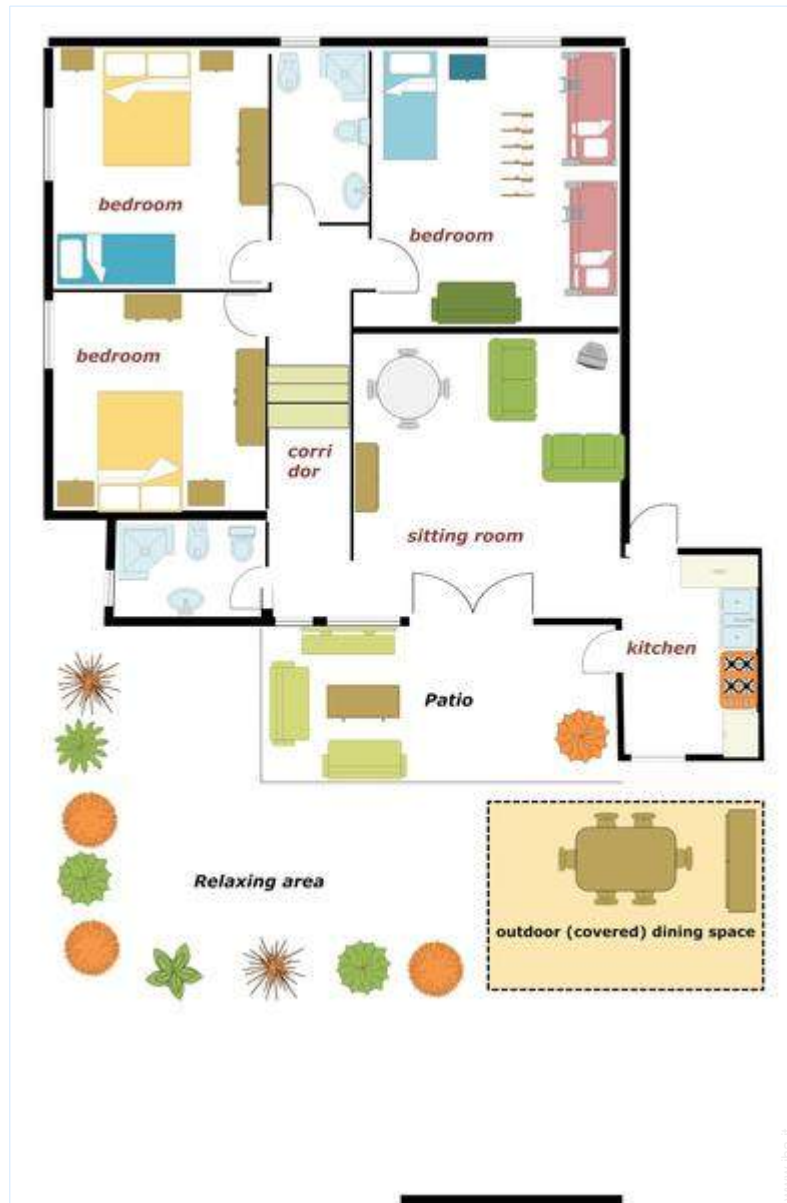 bedroom
bedroom
bedroom
corri
dor
sitting room
kitchen
Patio
Relaxing area
outdoor (covered) dining space